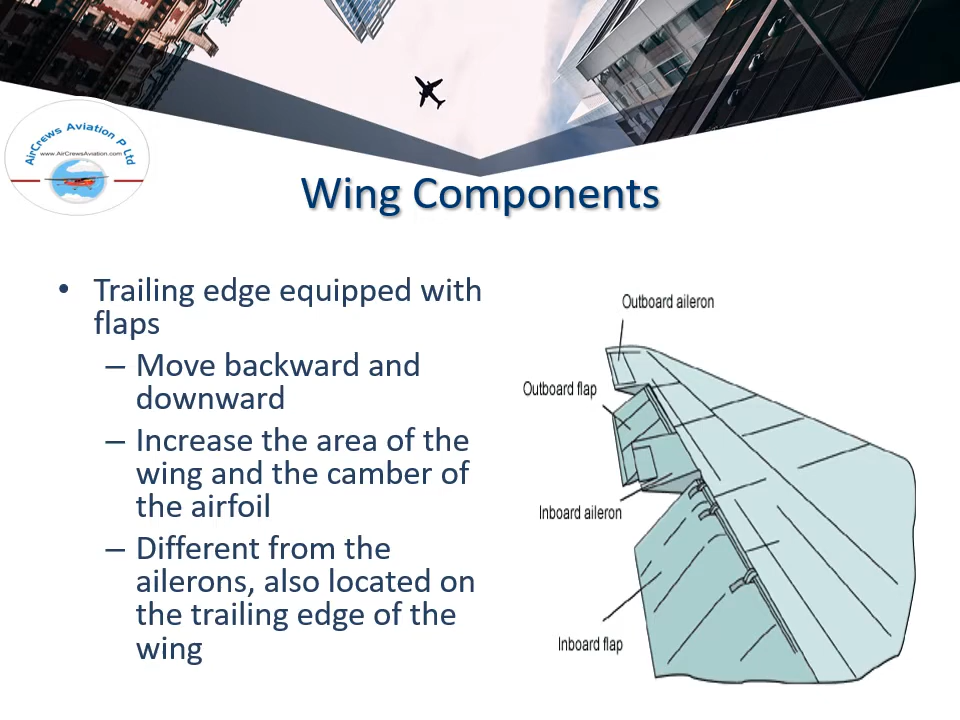 AirCrews Aviation P Ltd
www.AirCrewsAviation.com
Wing Components
• Trailing edge equipped with
flaps
– Move backward and
downward
– Increase the area of the
wing and the camber of
the airfoil
– Different from the
ailerons, also located on
the trailing edge of the
wing
Outboard aileron
Outboard flap
Inboard aileron
Inboard flap